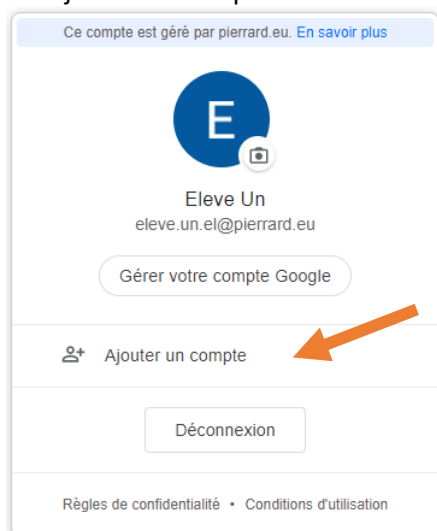 Ce compte est géré par pierrard.eu. En savoir plus
E
Eleve Un
eleve.un.el@pierrard.eu
Gérer votre compte Google
Ajouter un compte
Déconnexion
Règles de confidentialité • Conditions d'utilisation